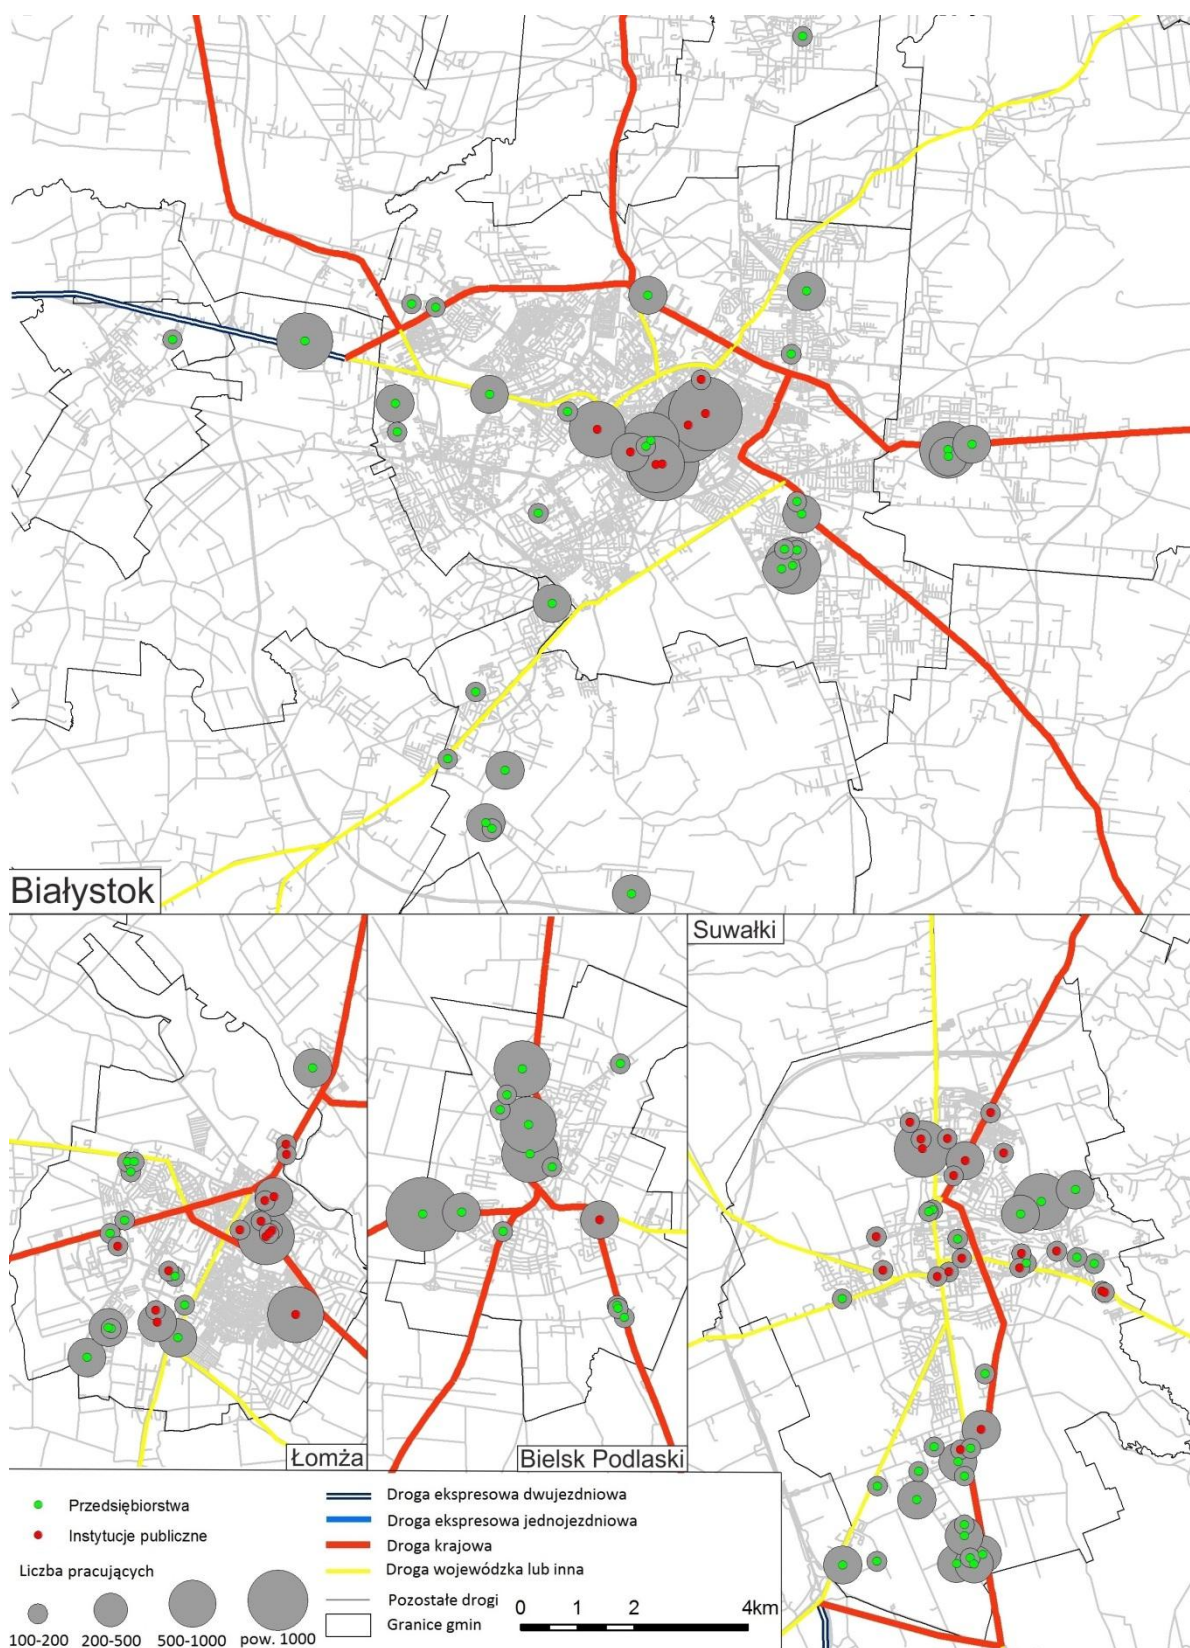 Białystok
Suwałki
Łomża
Bielsk Podlaski
Przedsiębiorstwa
Instytucje publiczne
Liczba pracujących
100-200
200-500
500-1000
pow. 1000
Droga ekspresowa dwujezdniowa
Droga ekspresowa jednojezdniowa
Droga krajowa
Droga wojewódzka lub inna
Pozostałe drogi
Granice gmin
0 1 2 4km